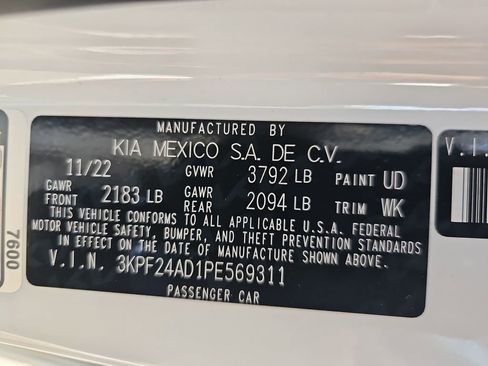 MANUFACTURED BY
KIA MEXICO S.A. DE C.V.
11/22 GVWR 3792 LB PAINT UD
GAWR FRONT 2183 LB GAWR REAR 2094 LB TRIM WK
THIS VEHICLE CONFORMS TO ALL APPLICABLE U.S.A. FEDERAL
MOTOR VEHICLE SAFETY, BUMPER, AND THEFT PREVENTION STANDARDS
IN EFFECT ON THE DATE OF MANUFACTURE SHOWN ABOVE.
V.I.N. 3KPF24AD1PE569311
PASSENGER CAR
7600
V.I.